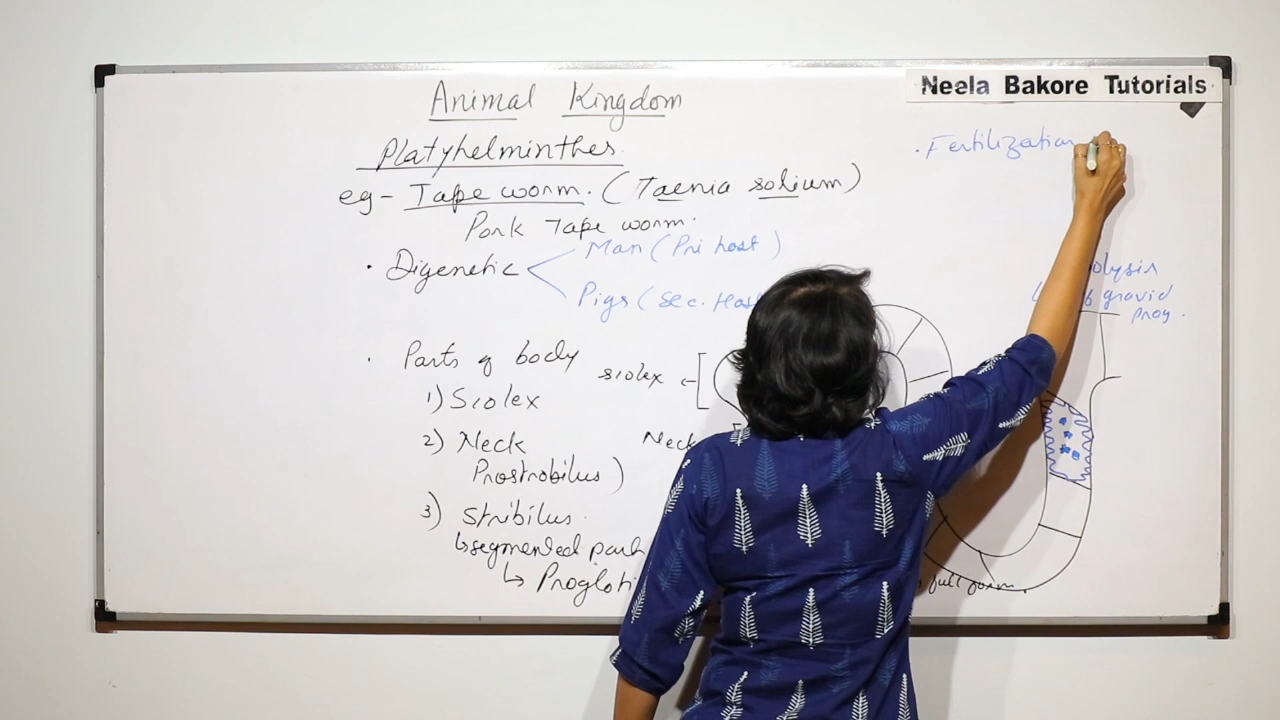 Neela Bakore Tutorials
Animal Kingdom
Platyhelminthes.
eg- Tape worm. (Taenia solium)
Pork Tape worm.
• Digenetic
Man (Pri host)
Pigs (Sec. Host
• Parts of body
1) Scolex
2) Neck
Prostrobilus)
3) Stribilus.
↳segmented part
↳ Progloti
scolex
Neck
• Fertilization
olysis
gravid
prog.
full form.